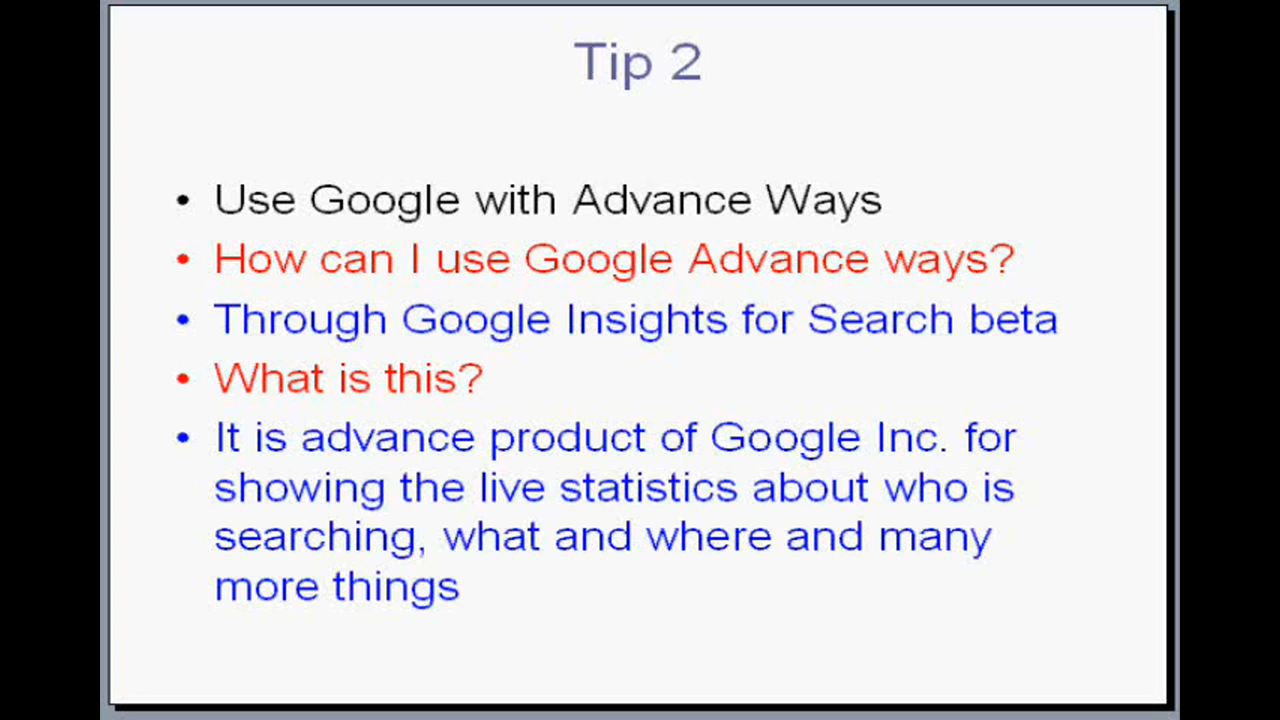 Tip 2
• Use Google with Advance Ways
• How can I use Google Advance ways?
• Through Google Insights for Search beta
• What is this?
• It is advance product of Google Inc. for
showing the live statistics about who is
searching, what and where and many
more things